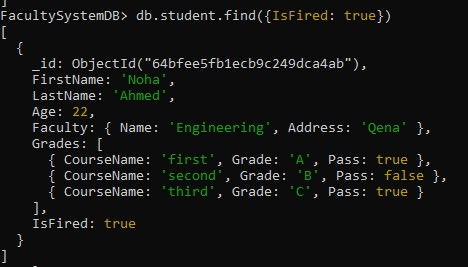 FacultySystemDB> db.student.find({IsFired: true})
[
  {
    _id: ObjectId("64bfee5fb1ecb9c249dca4ab"),
    FirstName: 'Noha',
    LastName: 'Ahmed',
    Age: 22,
    Faculty: { Name: 'Engineering', Address: 'Qena' },
    Grades: [
      { CourseName: 'first', Grade: 'A', Pass: true },
      { CourseName: 'second', Grade: 'B', Pass: false },
      { CourseName: 'third', Grade: 'C', Pass: true }
    ],
    IsFired: true
  }
]